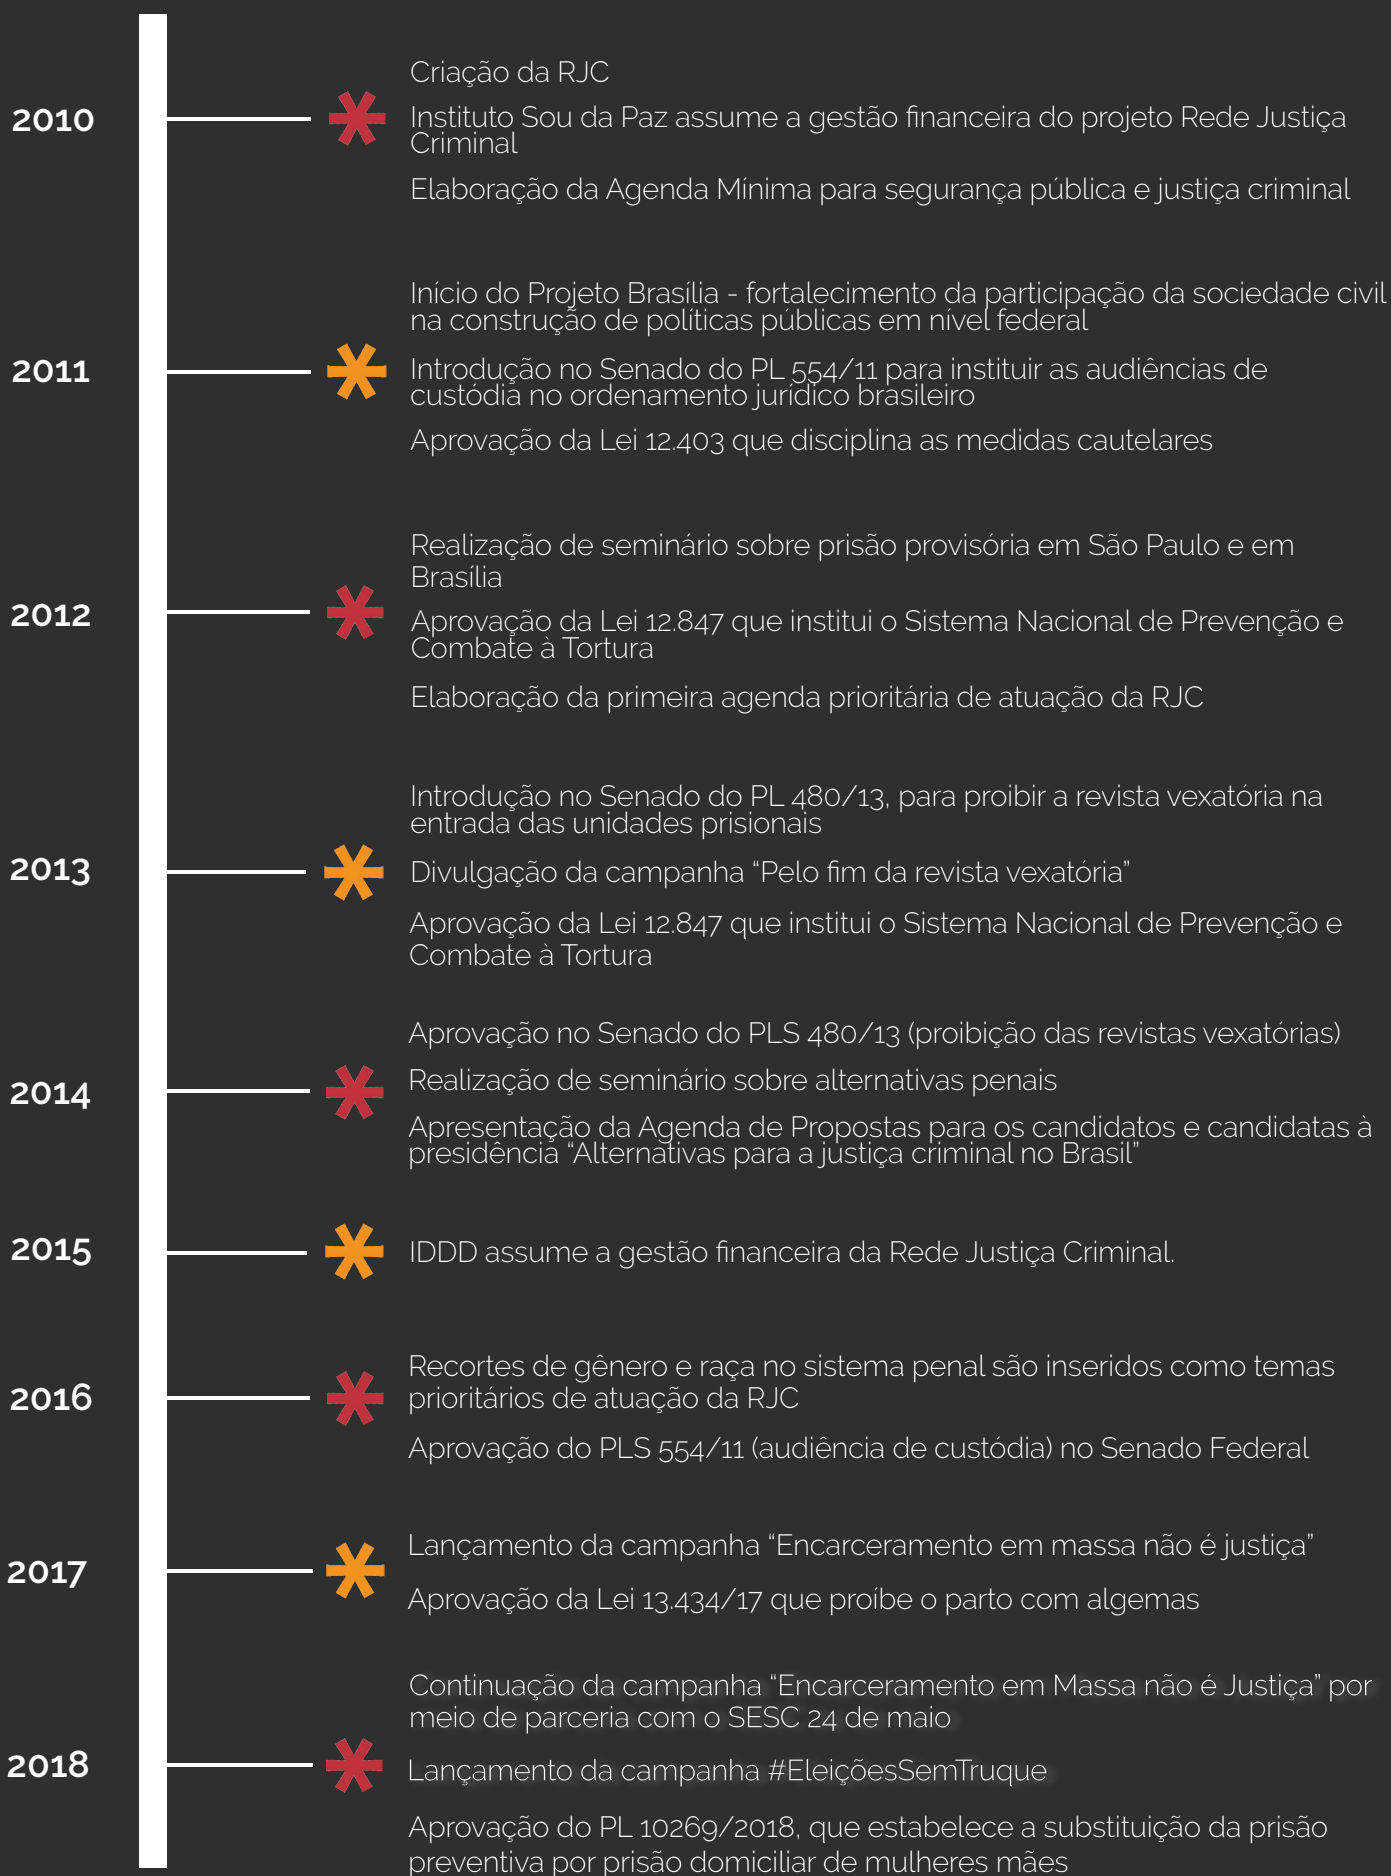 Criação da RJC
2010
Instituto Sou da Paz assume a gestão financeira do projeto Rede Justiça
Criminal
Elaboração da Agenda Mínima para segurança pública e justiça criminal
Início do Projeto Brasília - fortalecimento da participação da sociedade civil
na construção de políticas públicas em nível federal
2011
Introdução no Senado do PL 554/11 para instituir as audiências de
custódia no ordenamento jurídico brasileiro
Aprovação da Lei 12.403 que disciplina as medidas cautelares
Realização de seminário sobre prisão provisória em São Paulo e em
Brasília
2012
Aprovação da Lei 12.847 que institui o Sistema Nacional de Prevenção e
Combate à Tortura
Elaboração da primeira agenda prioritária de atuação da RJC
Introdução no Senado do PL 480/13, para proibir a revista vexatória na
entrada das unidades prisionais
2013
Divulgação da campanha “Pelo fim da revista vexatória”
Aprovação da Lei 12.847 que institui o Sistema Nacional de Prevenção e
Combate à Tortura
Aprovação no Senado do PLS 480/13 (proibição das revistas vexatórias)
2014
Realização de seminário sobre alternativas penais
Apresentação da Agenda de Propostas para os candidatos e candidatas à
presidência “Alternativas para a justiça criminal no Brasil”
2015
IDDD assume a gestão financeira da Rede Justiça Criminal.
Recortes de gênero e raça no sistema penal são inseridos como temas
2016
prioritários de atuação da RJC
Aprovação do PLS 554/11 (audiência de custódia) no Senado Federal
Lançamento da campanha “Encarceramento em massa não é justiça”
2017
Aprovação da Lei 13.434/17 que proíbe o parto com algemas
Continuação da campanha “Encarceramento em Massa não é Justiça” por
meio de parceria com o SESC 24 de maio
2018
Lançamento da campanha #EleiçõesSemTruque
Aprovação do PL 10269/2018, que estabelece a substituição da prisão
preventiva por prisão domiciliar de mulheres mães